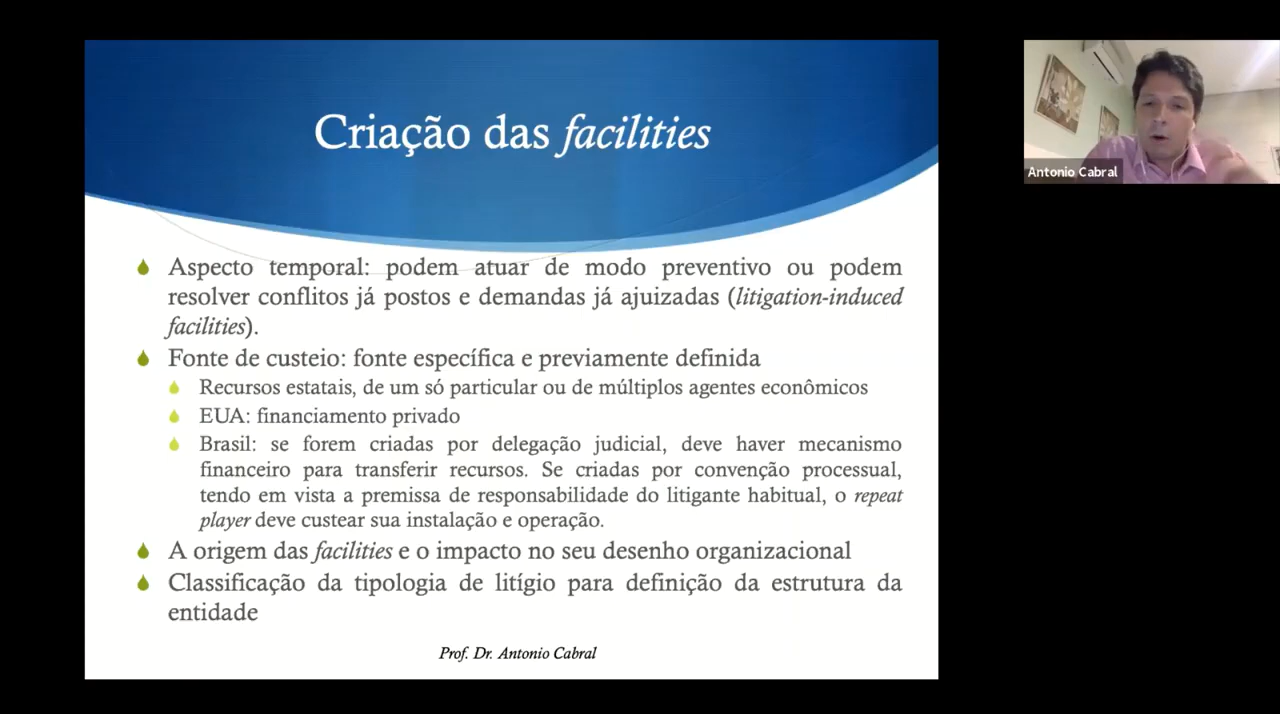 Criação das facilities
Aspecto temporal: podem atuar de modo preventivo ou podem
resolver conflitos já postos e demandas já ajuizadas (litigation-induced
facilities).
Fonte de custeio: fonte específica e previamente definida
Recursos estatais, de um só particular ou de múltiplos agentes econômicos
EUA: financiamento privado
Brasil: se forem criadas por delegação judicial, deve haver mecanismo
financeiro para transferir recursos. Se criadas por convenção processual,
tendo em vista a premissa de responsabilidade do litigante habitual, o repeat
player deve custear sua instalação e operação.
A origem das facilities e o impacto no seu desenho organizacional
Classificação da tipologia de litígio para definição da estrutura da
entidade
Prof. Dr. Antonio Cabral
Antonio Cabral